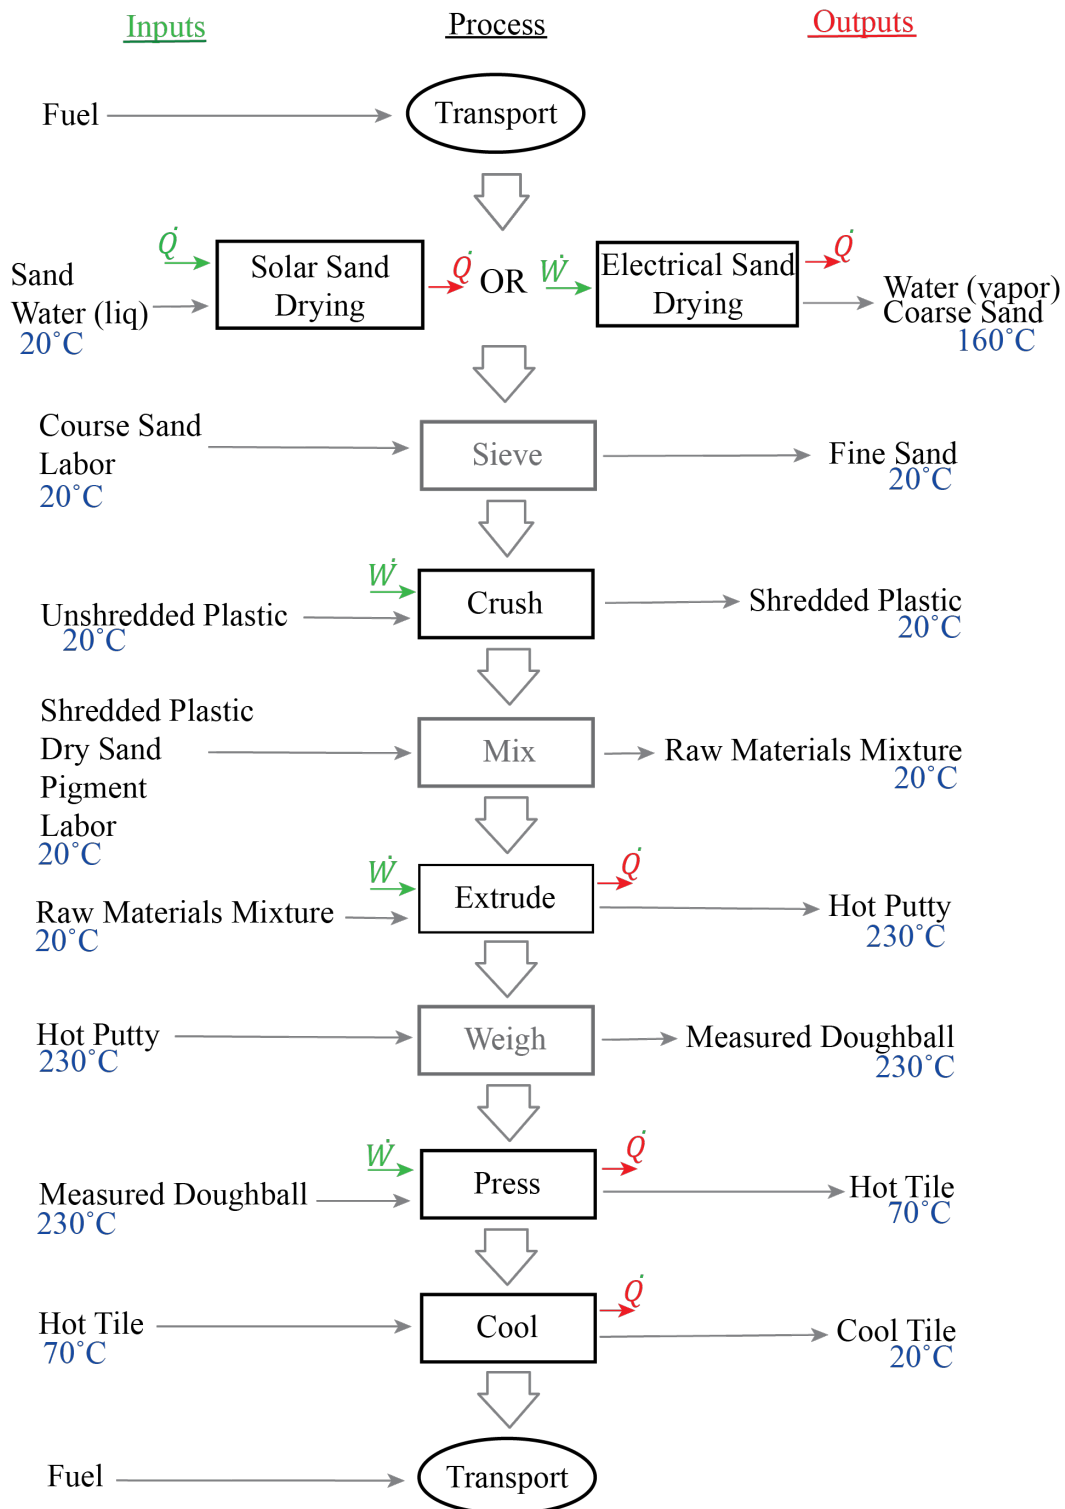 Inputs
Process
Outputs
Fuel
Transport
Q̇
Solar Sand
Drying
Q̇
OR
Ẇ
Electrical Sand
Drying
Q̇
Sand
Water (liq)
20˚C
Water (vapor)
Coarse Sand
160˚C
Course Sand
Labor
20˚C
Sieve
Fine Sand
20˚C
Ẇ
Unshredded Plastic
20˚C
Crush
Shredded Plastic
20˚C
Shredded Plastic
Dry Sand
Pigment
Labor
20˚C
Mix
Raw Materials Mixture
20˚C
Ẇ
Raw Materials Mixture
20˚C
Extrude
Q̇
Hot Putty
230˚C
Hot Putty
230˚C
Weigh
Measured Doughball
230˚C
Ẇ
Measured Doughball
230˚C
Press
Q̇
Hot Tile
70˚C
Hot Tile
70˚C
Cool
Q̇
Cool Tile
20˚C
Fuel
Transport